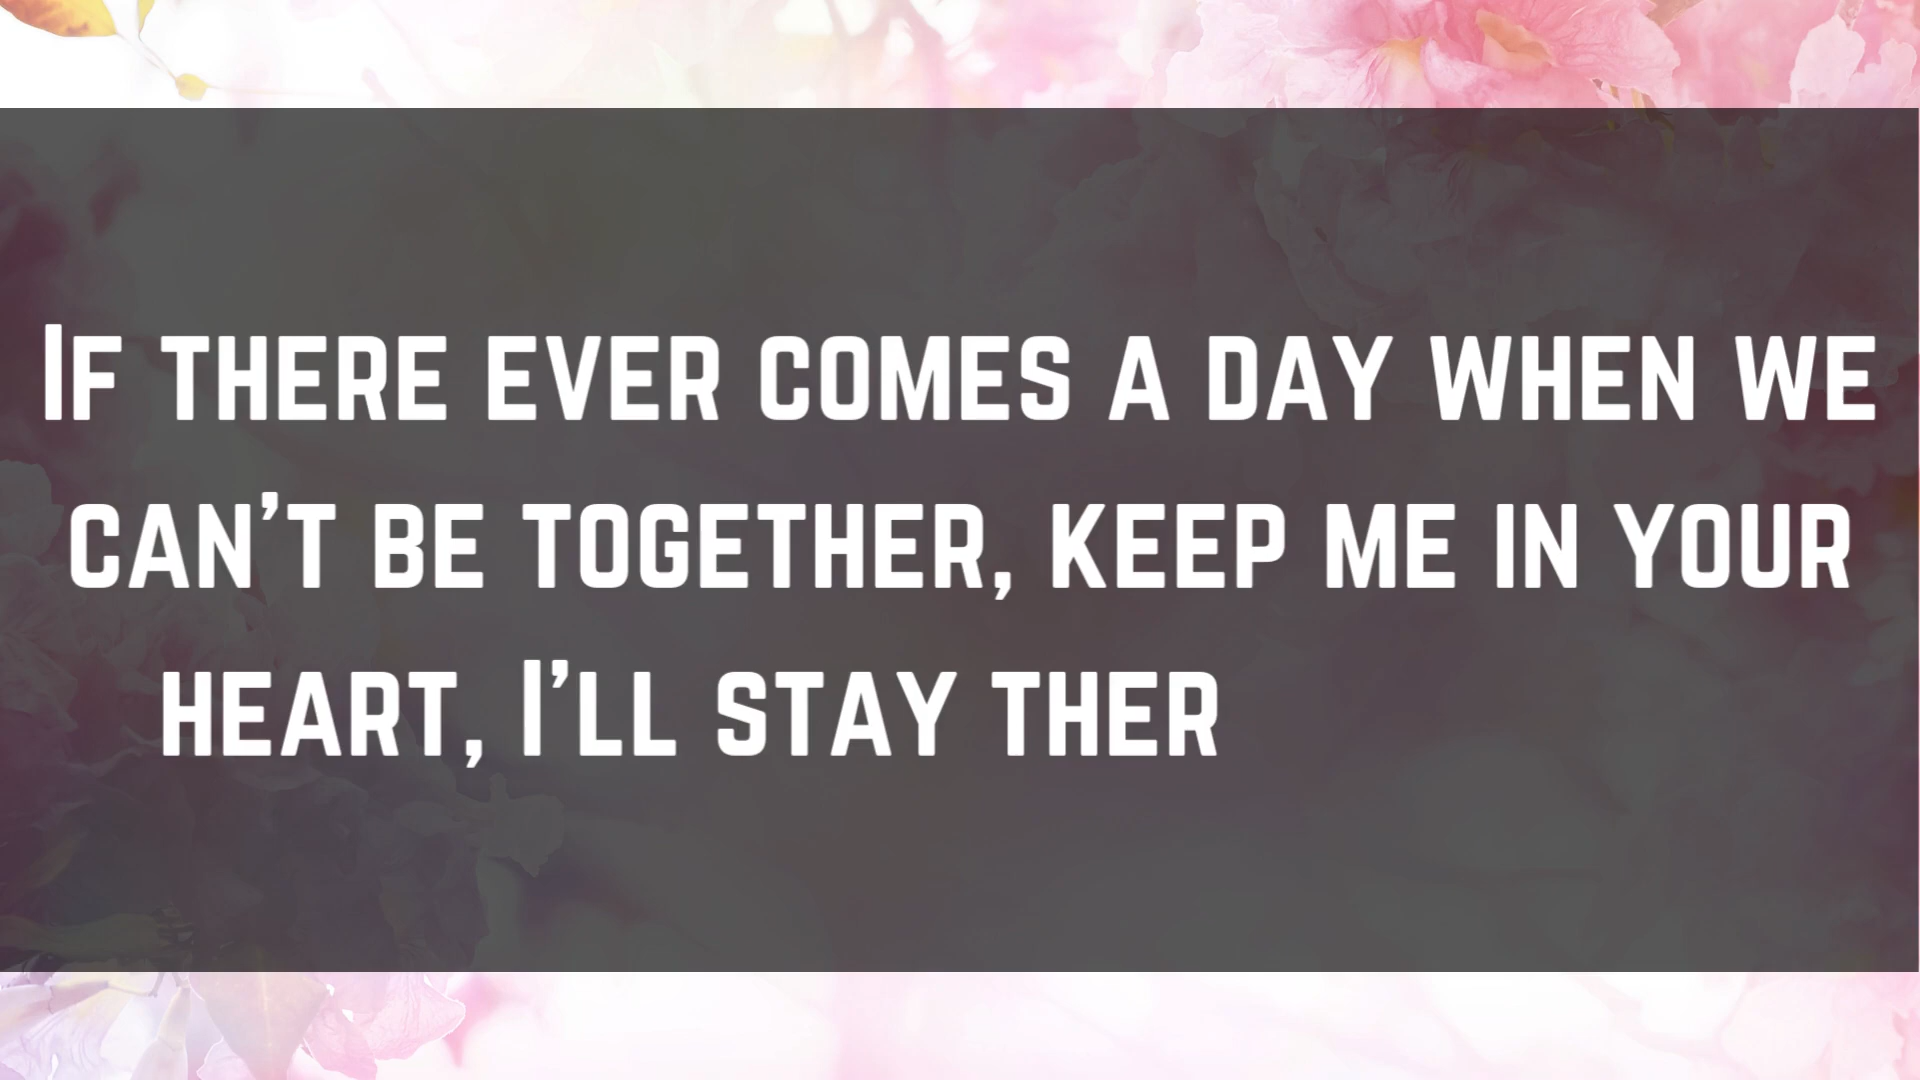 If there ever comes a day when we
can't be together, keep me in your
heart, I'll stay ther